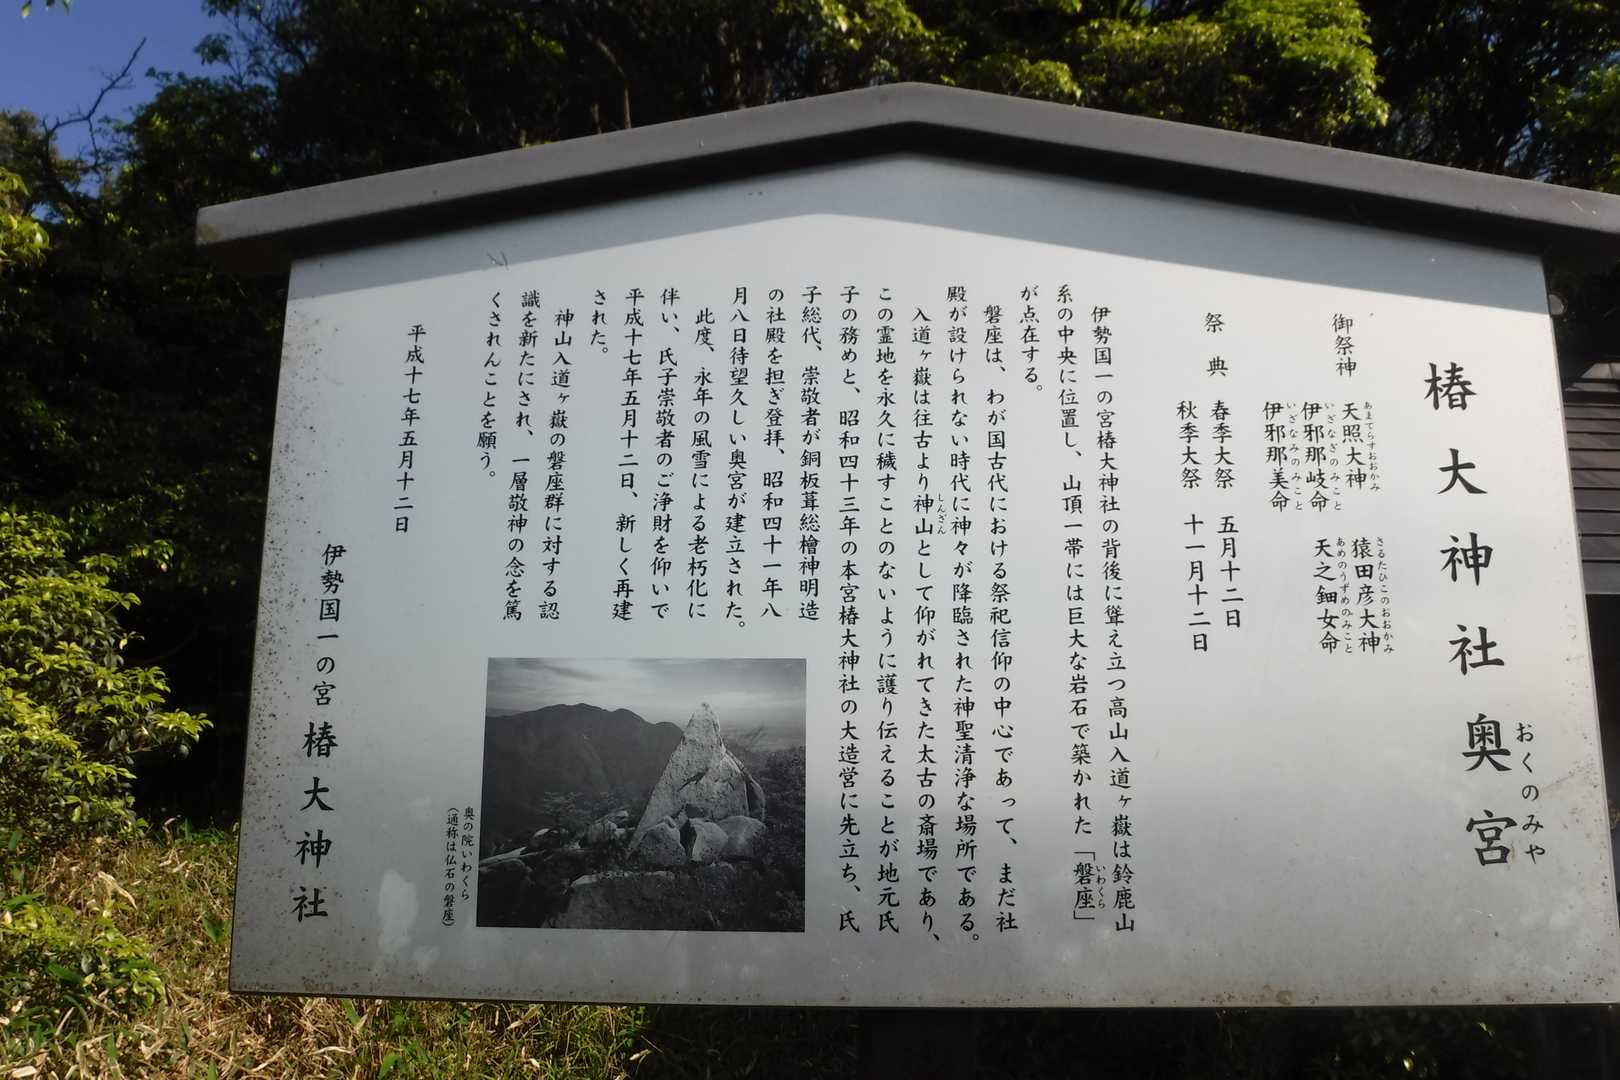 椿大神社奥宮
おくのみや
御祭神 天照大神 猿田彦大神
あまてらすおおかみ さるたひこのおおかみ
伊邪那岐命 天之鈿女命
いざなぎのみこと あめのうずめのみこと
伊邪那美命
いざなみのみこと
祭典 春季大祭 五月十二日
秋季大祭 十一月十二日
伊勢国一の宮椿大神社の背後に聳え立つ高山入道ヶ嶽は鈴鹿山
系の中央に位置し、山頂一帯には巨大な岩石で築かれた「磐座」
いわくら
が点在する。
磐座は、わが国古代における祭祀信仰の中心であって、まだ社
殿が設けられない時代に神々が降臨された神聖清浄な場所である。
入道ヶ嶽は往古より神山として仰がれてきた太古の斎場であり、
しんざん
この霊地を永久に穢すことのないように護り伝えることが地元氏
子の務めと、昭和四十三年の本宮椿大神社の大造営に先立ち、氏
子総代、崇敬者が銅板葺総檜神明造
の社殿を担ぎ登拝、昭和四十一年八
月八日待望久しい奥宮が建立された。
此度、永年の風雪による老朽化に
伴い、氏子崇敬者のご浄財を仰いで
平成十七年五月十二日、新しく再建
された。
神山入道ヶ嶽の磐座群に対する認
識を新たにされ、一層敬神の念を篤
くされんことを願う。
平成十七年五月十二日
伊勢国一の宮 椿大神社
奥の院いわくら
（通称は仏石の磐座）